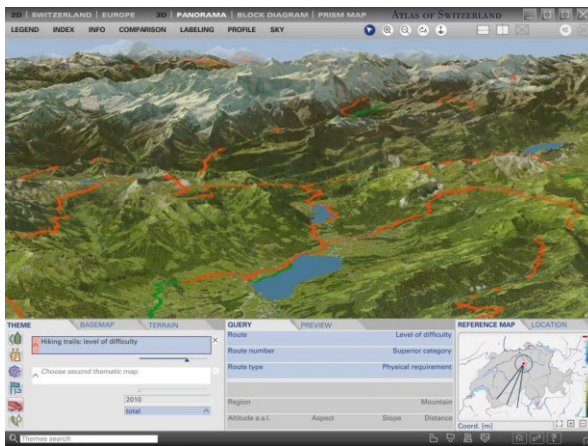 2D | SWITZERLAND | EUROPE 3D | PANORAMA | BLOCK DIAGRAM | PRISM MAP ATLAS OF SWITZERLAND
LEGEND INDEX INFO COMPARISON LABELING PROFILE SKY
THEME BASEMAP TERRAIN
Hiking trails: level of difficulty
Choose second thematic map
2010
total
QUERY PREVIEW
Route Level of difficulty
Route number Superior category
Route type Physical requirement
Region Mountain
Altitude a.s.l. Aspect Slope Distance
REFERENCE MAP LOCATION
Coord. [m]
Themes search